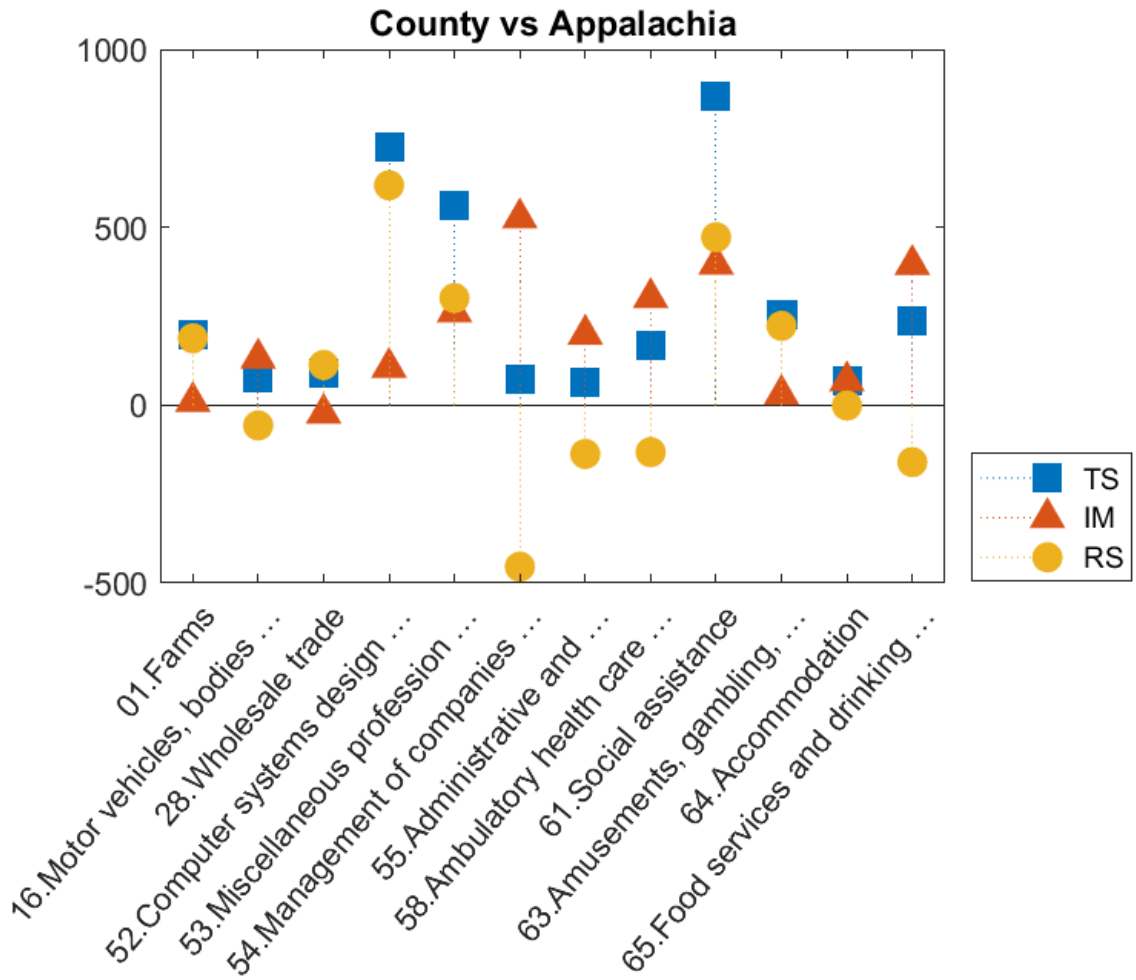 County vs Appalachia
1000
500
0
-500
TS
IM
RS
01.Farms
16.Motor vehicles, bodies ...
28.Wholesale trade
52.Computer systems design ...
53.Miscellaneous profession ...
54.Management of companies ...
55.Administrative and ...
58.Ambulatory health care ...
61.Social assistance
63.Amusements, gambling, ...
64.Accommodation
65.Food services and drinking ...